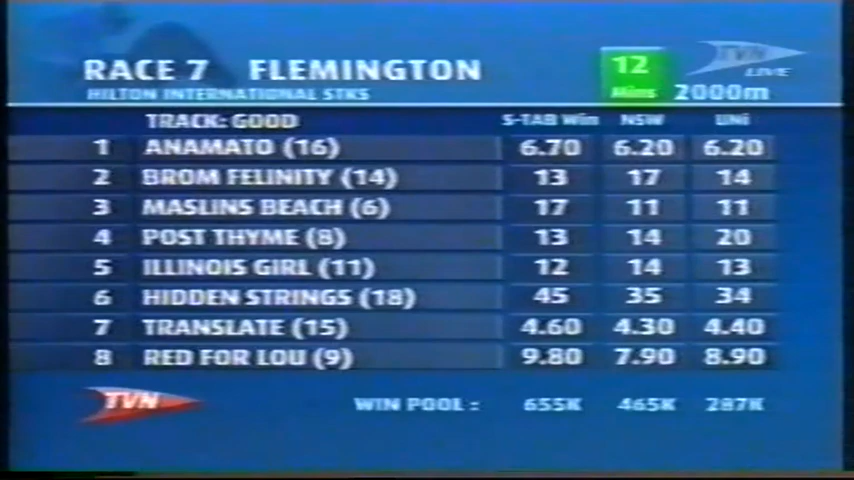 RACE 7 FLEMINGTON 12 TVN
HILTON INTERNATIONAL STKS Mins 2000m LIVE
TRACK: GOOD S-TAB Win NSW UNi
1 ANAMATO (16) 6.70 6.20 6.20
2 BROM FELINITY (14) 13 17 14
3 MASLINS BEACH (6) 17 11 11
4 POST THYME (8) 13 14 20
5 ILLINOIS GIRL (11) 12 14 13
6 HIDDEN STRINGS (18) 45 35 34
7 TRANSLATE (15) 4.60 4.30 4.40
8 RED FOR LOU (9) 9.80 7.90 8.90
TVN WIN POOL : 655K 465K 287K